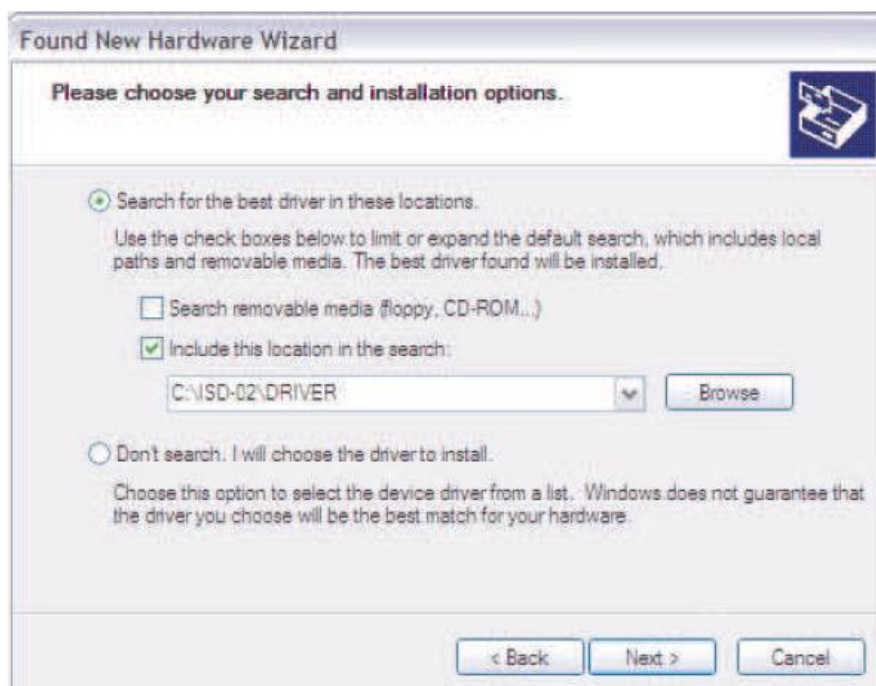 Found New Hardware Wizard
Please choose your search and installation options.
Search for the best driver in these locations.
Use the check boxes below to limit or expand the default search, which includes local
paths and removable media. The best driver found will be installed.
Search removable media (floppy, CD-ROM...)
Include this location in the search:
C:\ISD-02\DRIVER
Browse
Don't search. I will choose the driver to install.
Choose this option to select the device driver from a list. Windows does not guarantee that
the driver you choose will be the best match for your hardware.
< Back
Next >
Cancel